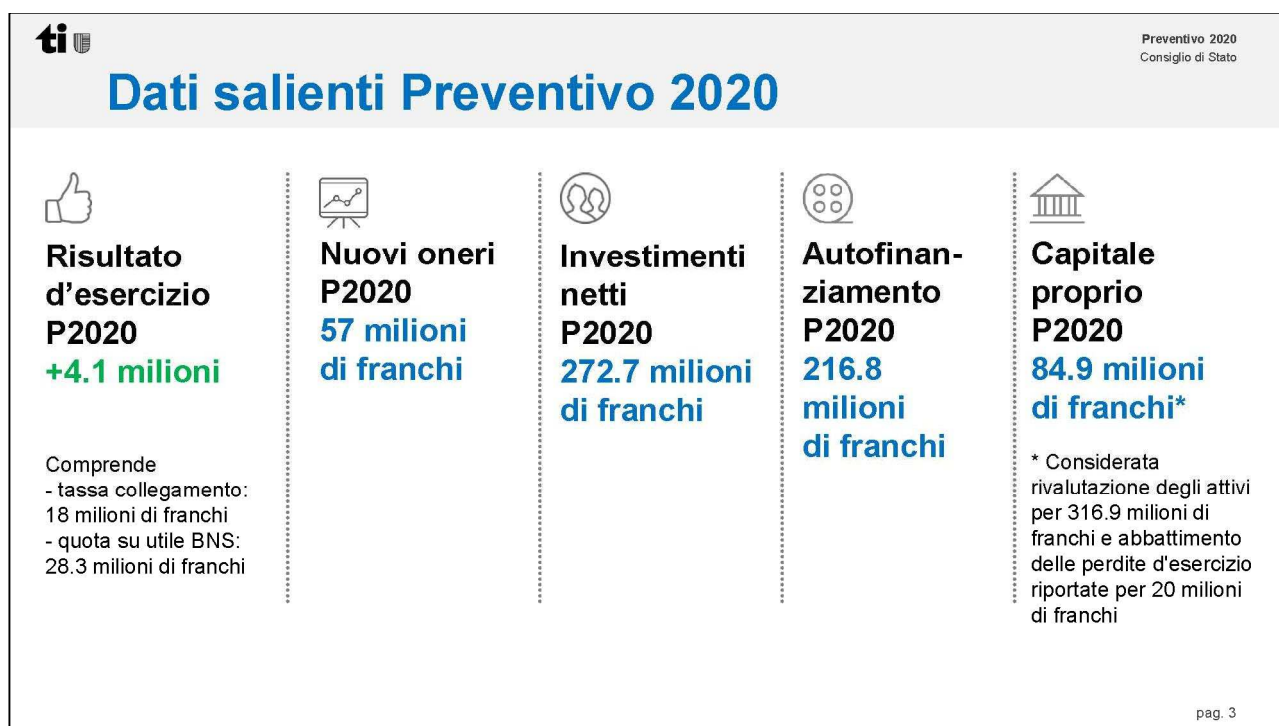 ti
Preventivo 2020
Consiglio di Stato
Dati salienti Preventivo 2020
Risultato
d'esercizio
P2020
+4.1 milioni
Comprende
- tassa collegamento:
18 milioni di franchi
- quota su utile BNS:
28.3 milioni di franchi
Nuovi oneri
P2020
57 milioni
di franchi
Investimenti
netti
P2020
272.7 milioni
di franchi
Autofinan-
ziamento
P2020
216.8
milioni
di franchi
Capitale
proprio
P2020
84.9 milioni
di franchi*
* Considerata
rivalutazione degli attivi
per 316.9 milioni di
franchi e abbattimento
delle perdite d'esercizio
riportate per 20 milioni
di franchi
pag. 3